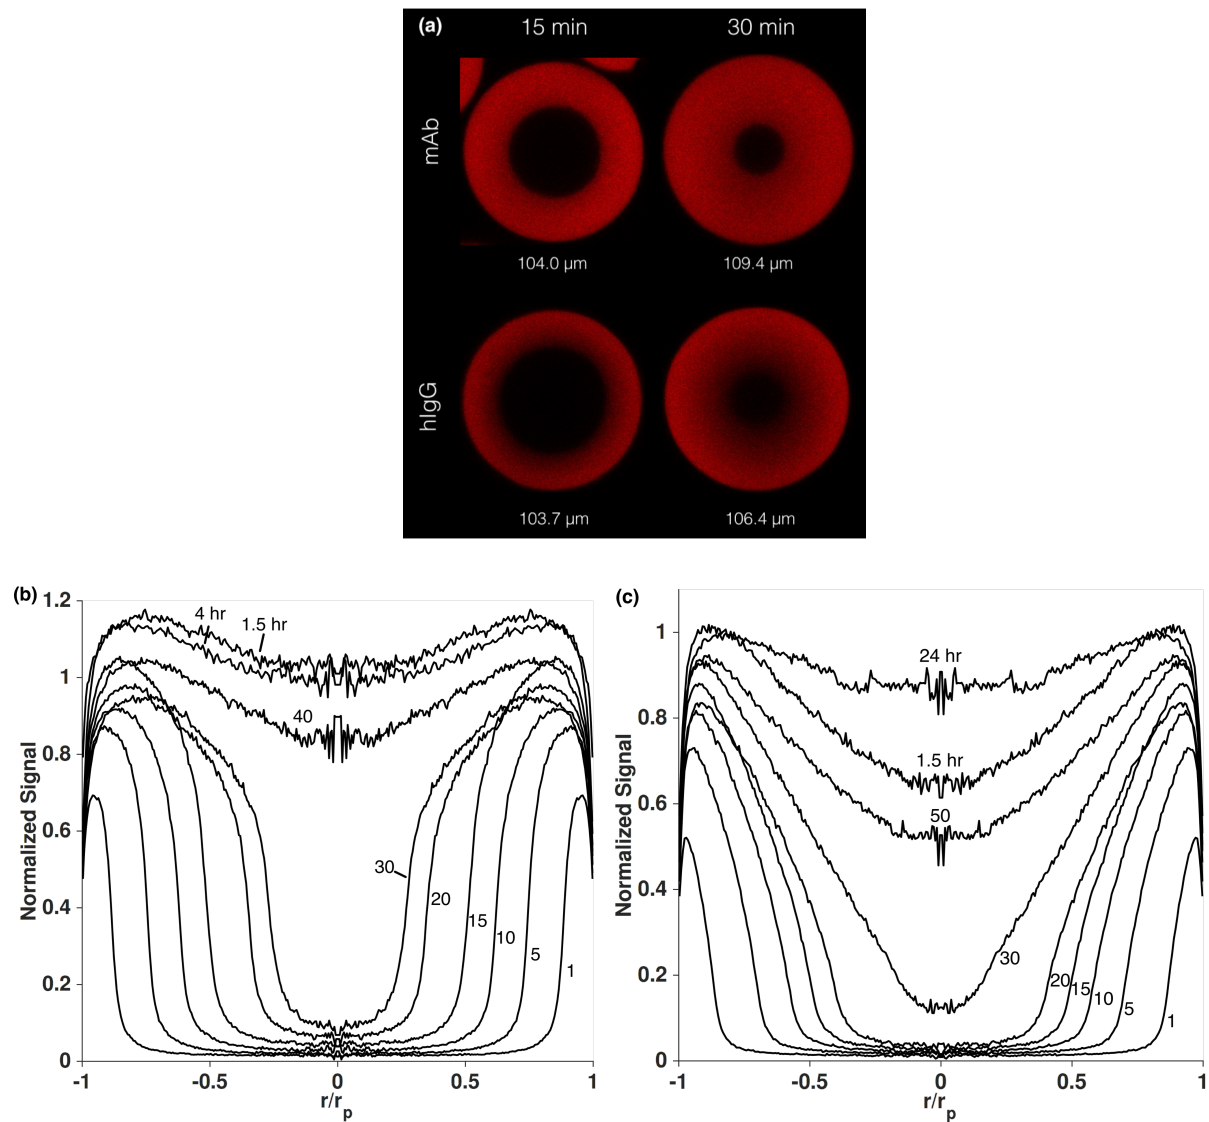 (a) 15 min 30 min
mAb
104.0 µm 109.4 µm
hIgG
103.7 µm 106.4 µm
(b)
Normalized Signal
1.2
1
0.8
0.6
0.4
0.2
0
4 hr
1.5 hr
40
30
20
15
10
5
1
-1 -0.5 0 0.5 1
r/rp
(c)
Normalized Signal
1
0.8
0.6
0.4
0.2
0
24 hr
1.5 hr
50
30
20
15
10
5
1
-1 -0.5 0 0.5 1
r/rp